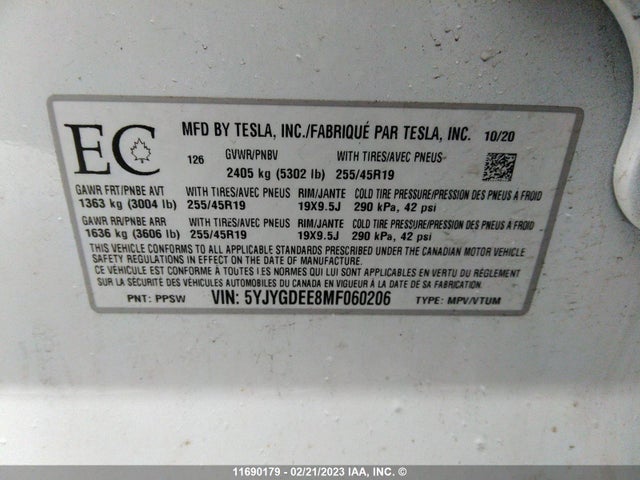 EC
MFD BY TESLA, INC./FABRIQUÉ PAR TESLA, INC. 10/20
126 GVWR/PNBV WITH TIRES/AVEC PNEUS
2405 kg (5302 lb) 255/45R19
GAWR FRT/PNBE AVT WITH TIRES/AVEC PNEUS RIM/JANTE COLD TIRE PRESSURE/PRESSION DES PNEUS À FROID
1363 kg (3004 lb) 255/45R19 19X9.5J 290 kPa, 42 psi
GAWR RR/PNBE ARR WITH TIRES/AVEC PNEUS RIM/JANTE COLD TIRE PRESSURE/PRESSION DES PNEUS À FROID
1636 kg (3606 lb) 255/45R19 19X9.5J 290 kPa, 42 psi
THIS VEHICLE CONFORMS TO ALL APPLICABLE STANDARDS PRESCRIBED UNDER THE CANADIAN MOTOR VEHICLE
SAFETY REGULATIONS IN EFFECT ON THE DATE OF MANUFACTURE.
CE VÉHICULE EST CONFORME À TOUTES LES NORMES QUI LUI SONT APPLICABLES EN VERTU DU RÈGLEMENT
SUR LA SÉCURITÉ DES VÉHICULES AUTOMOBILES DU CANADA EN VIGUEUR À LA DATE DE SA FABRICATION.
PNT: PPSW VIN: 5YJYGDEE8MF060206 TYPE: MPV/VTUM
11690179 - 02/21/2023 IAA, INC. ©